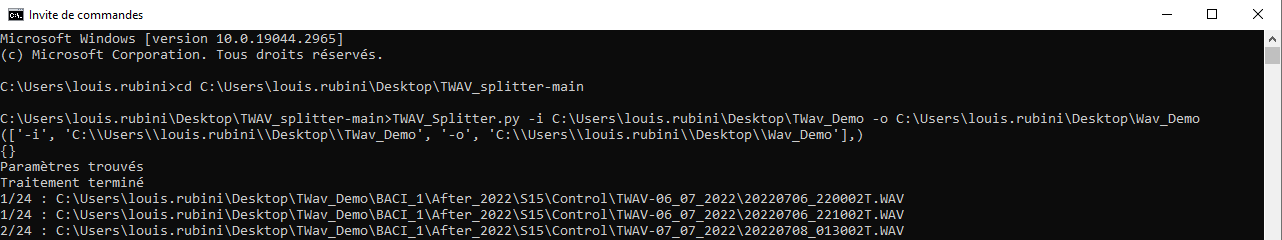 Invite de commandes
Microsoft Windows [version 10.0.19044.2965]
(c) Microsoft Corporation. Tous droits réservés.
C:\Users\louis.rubini>cd C:\Users\louis.rubini\Desktop\TWAV_splitter-main
C:\Users\louis.rubini\Desktop\TWAV_splitter-main>TWAV_Splitter.py -i C:\Users\louis.rubini\Desktop\TWav_Demo -o C:\Users\louis.rubini\Desktop\Wav_Demo
(['-i', 'C:\\Users\\louis.rubini\\Desktop\\TWav_Demo', '-o', 'C:\\Users\\louis.rubini\\Desktop\\Wav_Demo'],)
{}
Paramètres trouvés
Traitement terminé
1/24 : C:\Users\louis.rubini\Desktop\TWav_Demo\BACI_1\After_2022\S15\Control\TWAV-06_07_2022\20220706_220002T.WAV
1/24 : C:\Users\louis.rubini\Desktop\TWav_Demo\BACI_1\After_2022\S15\Control\TWAV-06_07_2022\20220706_221002T.WAV
2/24 : C:\Users\louis.rubini\Desktop\TWav_Demo\BACI_1\After_2022\S15\Control\TWAV-07_07_2022\20220708_013002T.WAV